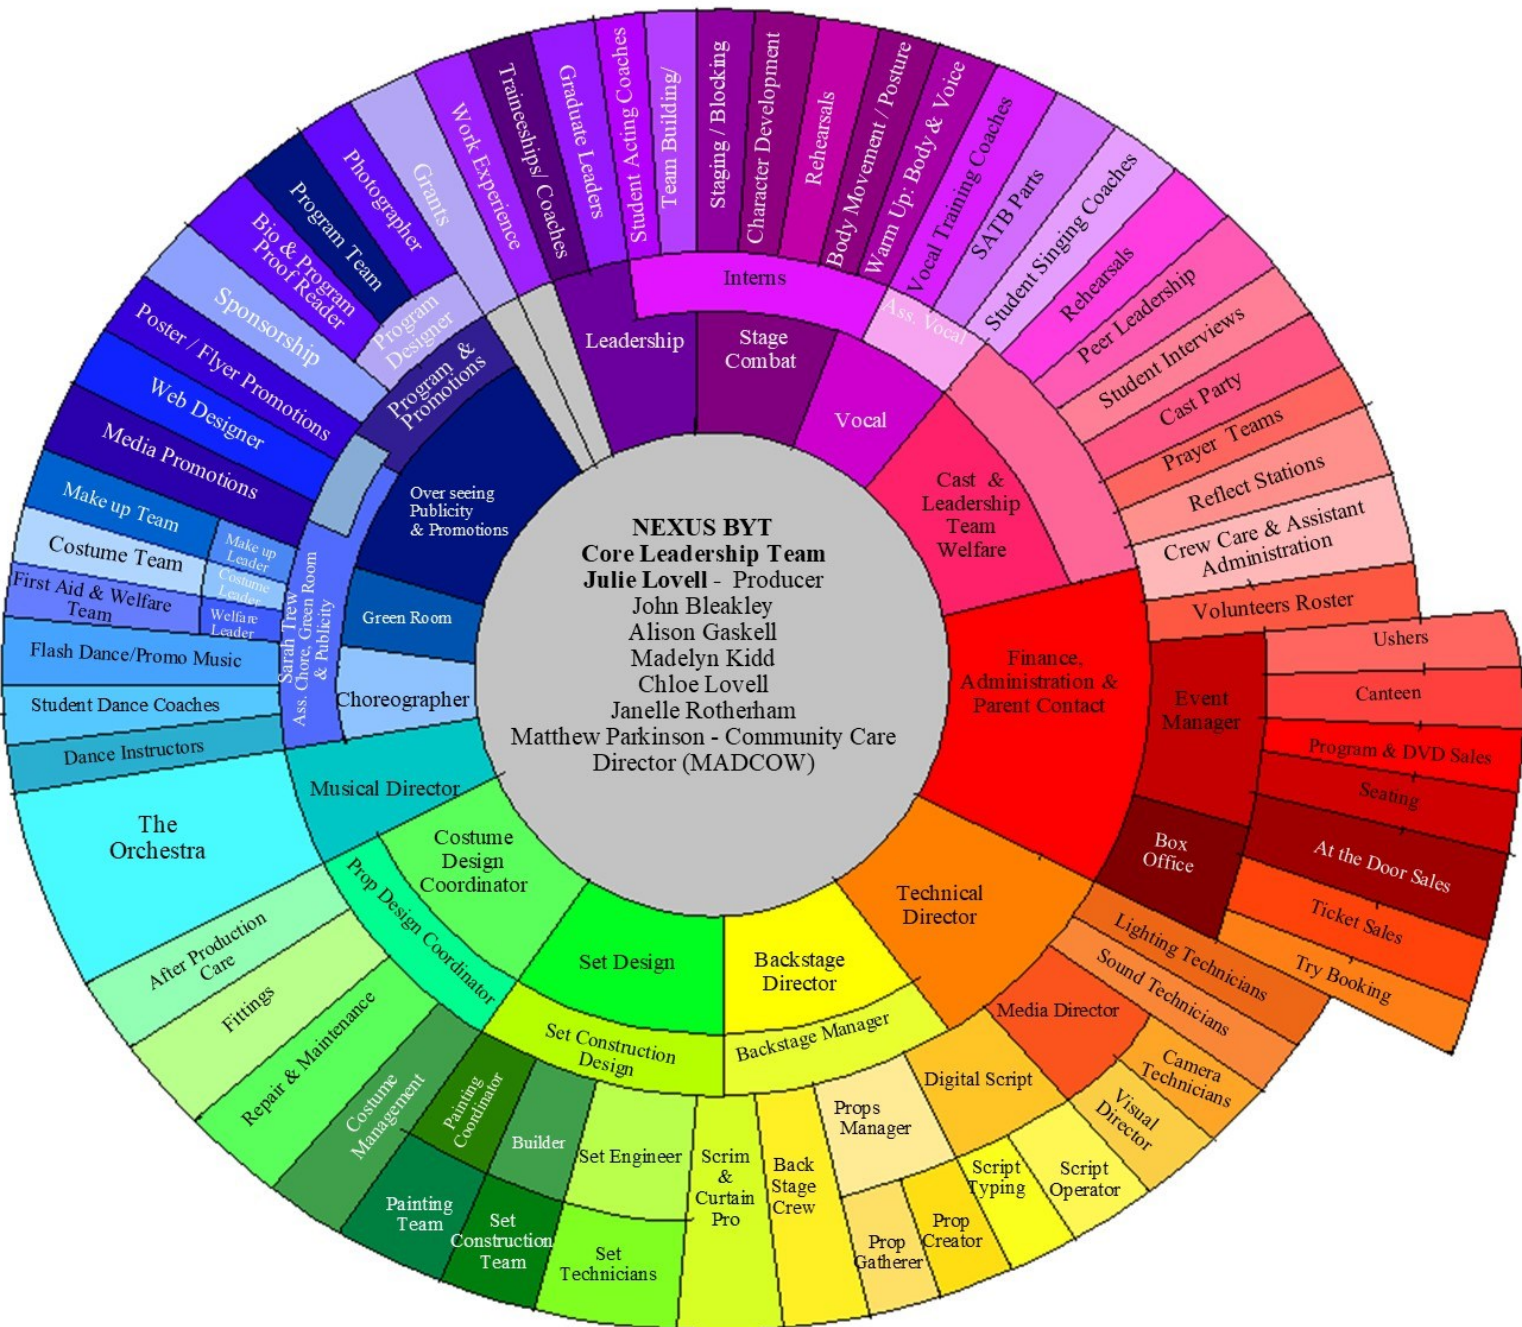 NEXUS BYT
Core Leadership Team
Julie Lovell - Producer
John Bleakley
Alison Gaskell
Madelyn Kidd
Chloe Lovell
Janelle Rotherham
Matthew Parkinson - Community Care
Director (MADCOW)
Leadership
Interns
Stage
Combat
Vocal
Ass. Vocal
Cast &
Leadership
Team
Welfare
Finance,
Administration &
Parent Contact
Event
Manager
Box
Office
Technical
Director
Media Director
Backstage
Director
Backstage Manager
Digital Script
Set Design
Set Construction
Design
Costume
Design
Coordinator
Prop Design Coordinator
Musical Director
Choreographer
Green Room
Over seeing
Publicity
& Promotions
Sarah Trew
Ass. Chore, Green Room
& Publicity
Program &
Promotions
Program
Designer
Team Building/
Staging / Blocking
Character Development
Rehearsals
Body Movement / Posture
Warm Up: Body & Voice
Vocal Training Coaches
SATB Parts
Student Singing Coaches
Rehearsals
Peer Leadership
Student Interviews
Cast Party
Prayer Teams
Reflect Stations
Crew Care & Assistant
Administration
Volunteers Roster
Ushers
Canteen
Program & DVD Sales
Seating
At the Door Sales
Ticket Sales
Try Booking
Lighting Technicians
Sound Technicians
Camera
Technicians
Visual
Director
Script
Operator
Script
Typing
Props
Manager
Prop
Creator
Prop
Gatherer
Back
Stage
Crew
Scrim
&
Curtain
Pro
Set Engineer
Set
Technicians
Builder
Set
Construction
Team
Painting
Coordinator
Painting
Team
Costume
Management
Repair & Maintenance
Fittings
After Production
Care
The
Orchestra
Dance Instructors
Student Dance Coaches
Flash Dance/Promo Music
First Aid & Welfare
Team
Welfare
Leader
Costume Team
Costume
Leader
Make up Team
Make up
Leader
Media Promotions
Web Designer
Poster / Flyer Promotions
Sponsorship
Bio & Program
Proof Reader
Program Team
Photographer
Grants
Work Experience
Traineeships/ Coaches
Graduate Leaders
Student Acting Coaches